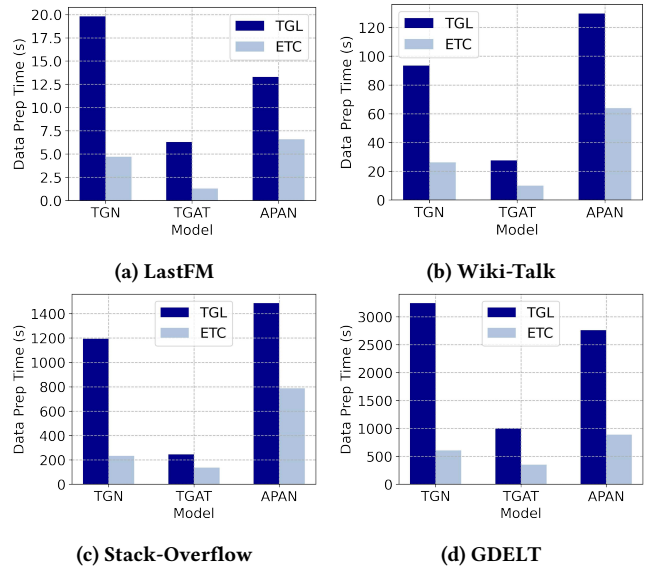 20.0
17.5
15.0
12.5
10.0
7.5
5.0
2.5
0.0
Data Prep Time (s)
TGL
ETC
TGN TGAT APAN
Model
(a) LastFM
120
100
80
60
40
20
0
Data Prep Time (s)
TGL
ETC
TGN TGAT APAN
Model
(b) Wiki-Talk
1400
1200
1000
800
600
400
200
0
Data Prep Time (s)
TGL
ETC
TGN TGAT APAN
Model
(c) Stack-Overflow
3000
2500
2000
1500
1000
500
0
Data Prep Time (s)
TGL
ETC
TGN TGAT APAN
Model
(d) GDELT